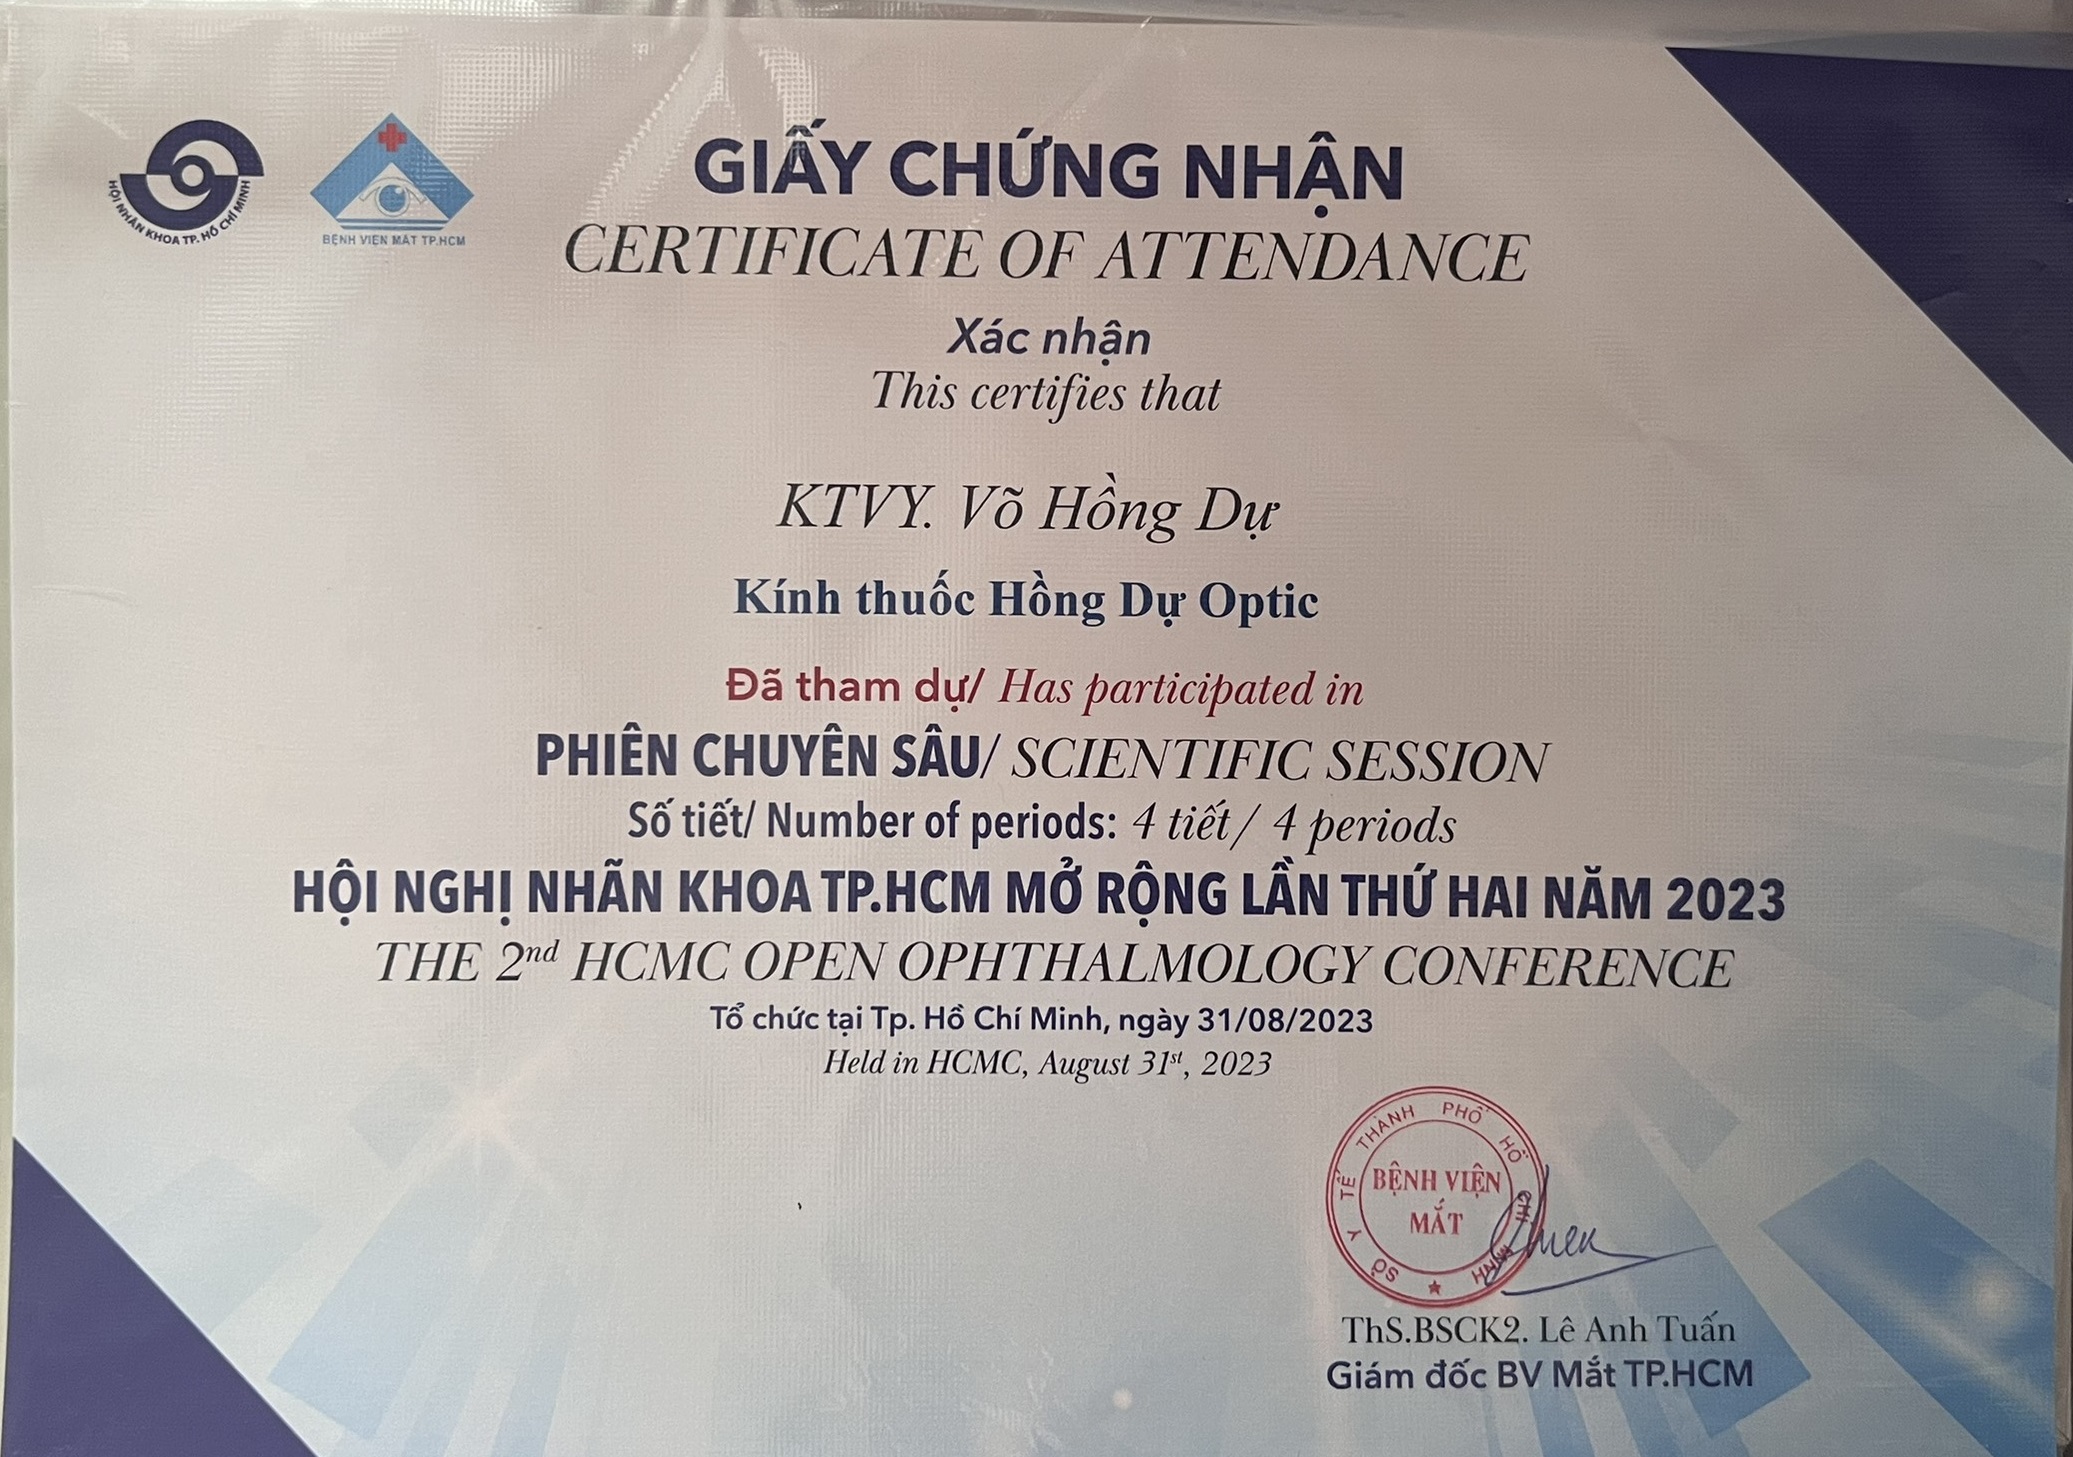 HỘI NHÃN KHOA TP. HỒ CHÍ MINH
BỆNH VIỆN MẮT TP.HCM
GIẤY CHỨNG NHẬN
CERTIFICATE OF ATTENDANCE
Xác nhận
This certifies that
KTVY. Võ Hồng Dự
Kính thuốc Hồng Dự Optic
Đã tham dự/ Has participated in
PHIÊN CHUYÊN SÂU/ SCIENTIFIC SESSION
Số tiết/ Number of periods: 4 tiết / 4 periods
HỘI NGHỊ NHÃN KHOA TP.HCM MỞ RỘNG LẦN THỨ HAI NĂM 2023
THE 2nd HCMC OPEN OPHTHALMOLOGY CONFERENCE
Tổ chức tại Tp. Hồ Chí Minh, ngày 31/08/2023
Held in HCMC, August 31st, 2023
SỞ Y TẾ THÀNH PHỐ HỒ CHÍ MINH
BỆNH VIỆN
MẮT
ThS.BSCK2. Lê Anh Tuấn
Giám đốc BV Mắt TP.HCM